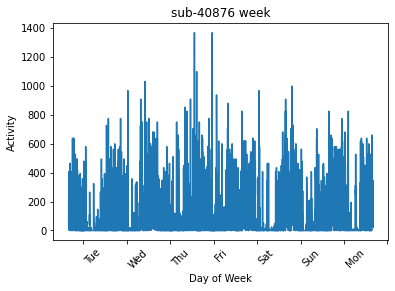 sub-40876 week
1400
1200
1000
800
600
400
200
0
Activity
Tue
Wed
Thu
Fri
Sat
Sun
Mon
Day of Week